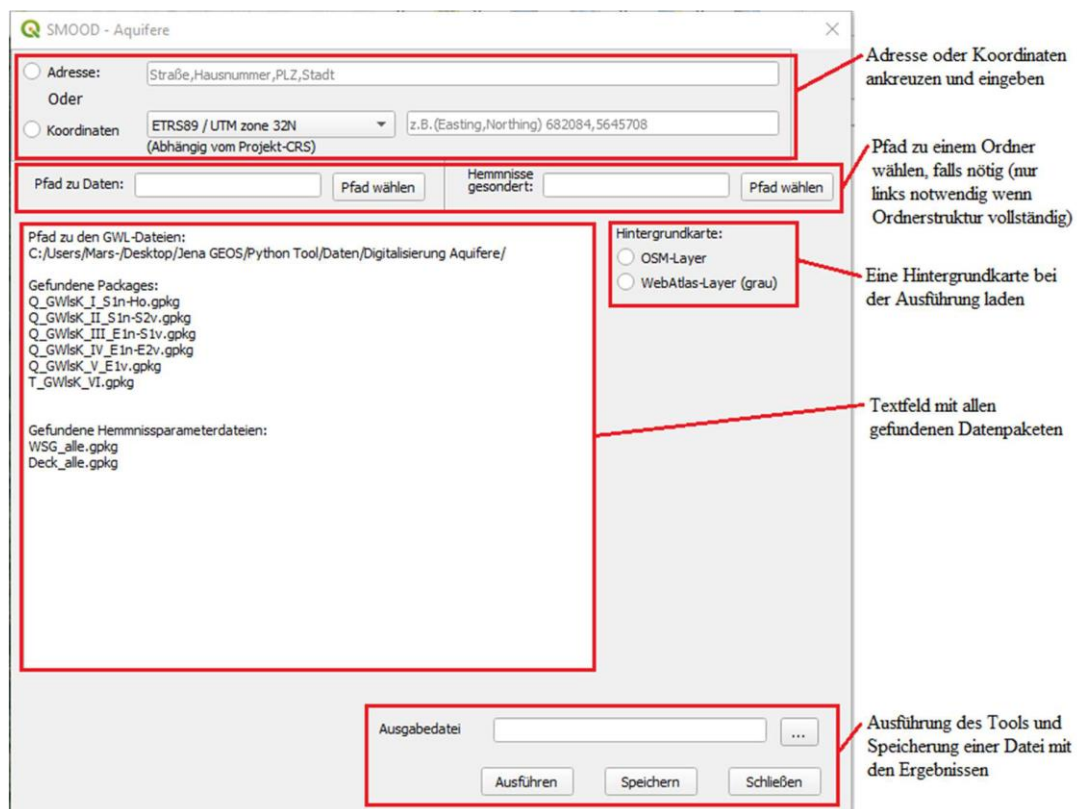 SMOOD - Aquifere
Adresse:
Straße,Hausnummer,PLZ,Stadt
Oder
Koordinaten
ETRS89 / UTM zone 32N
z.B.(Easting,Northing) 682084,5645708
(Abhängig vom Projekt-CRS)
Adresse oder Koordinaten
ankreuzen und eingeben
Pfad zu Daten:
Pfad wählen
Hemmnisse
gesondert:
Pfad wählen
Pfad zu einem Ordner
wählen, falls nötig (nur
links notwendig wenn
Ordnerstruktur vollständig)
Pfad zu den GWL-Dateien:
C:/Users/Mars-/Desktop/Jena GEOS/Python Tool/Daten/Digitalisierung Aquifere/
Gefundene Packages:
Q_GWlsK_I_S1n-Ho.gpkg
Q_GWlsK_II_S1n-S2v.gpkg
Q_GWlsK_III_E1n-S1v.gpkg
Q_GWlsK_IV_E1n-E2v.gpkg
Q_GWlsK_V_E1v.gpkg
T_GWlsK_VI.gpkg
Gefundene Hemmnissparameterdateien:
WSG_alle.gpkg
Deck_alle.gpkg
Hintergrundkarte:
OSM-Layer
WebAtlas-Layer (grau)
Eine Hintergrundkarte bei
der Ausführung laden
Textfeld mit allen
gefundenen Datenpaketen
Ausgabedatei
...
Ausführen
Speichern
Schließen
Ausführung des Tools und
Speicherung einer Datei mit
den Ergebnissen